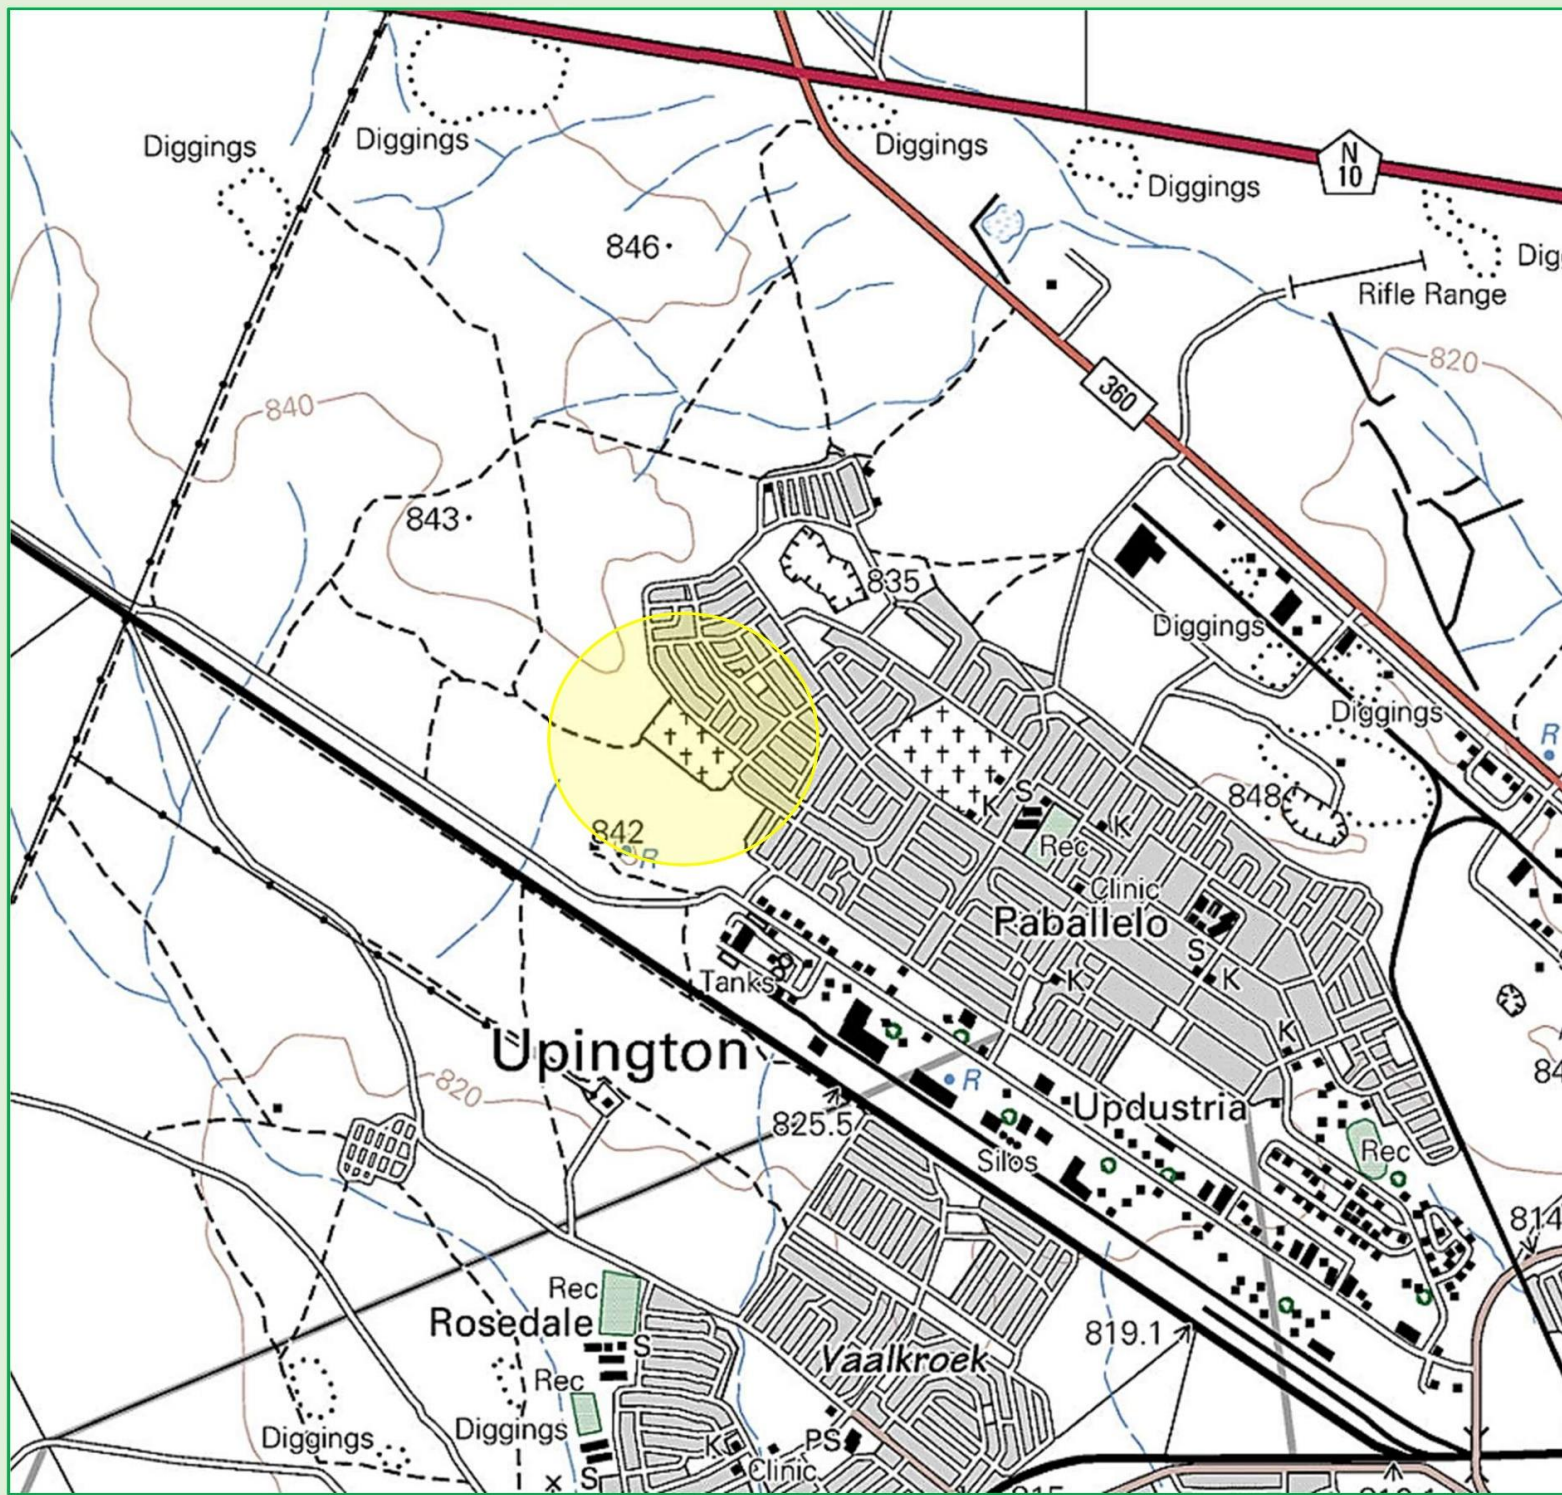 Diggings
Diggings
Diggings
Diggings
N
10
846
Rifle Range
820
840
360
843
835
Diggings
Diggings
R
848
K
S
K
842
R
Rec
Clinic
Paballelo
S
K
K
Tanks
K
Upington
R
820
Updustria
825.5
Silos
Rec
814
Rec
Rosedale
S
819.1
Vaalkroek
Rec
Diggings
Diggings
K
PS
Clinic
S